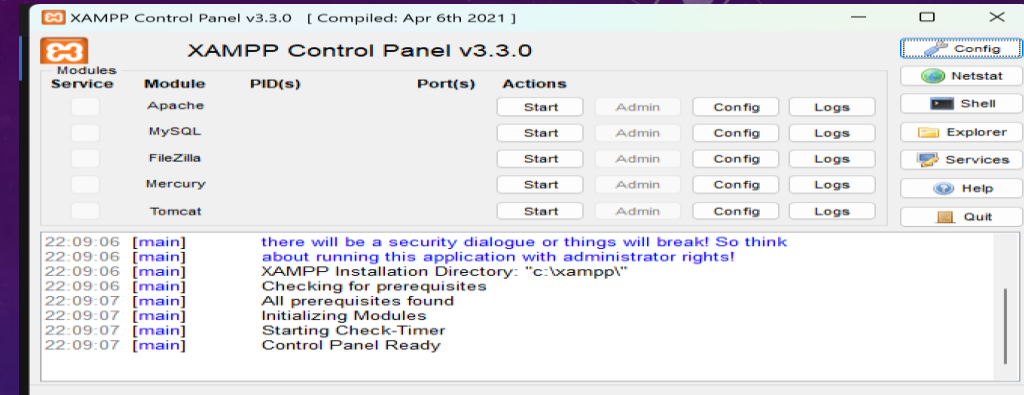 XAMPP Control Panel v3.3.0 [ Compiled: Apr 6th 2021 ]
XAMPP Control Panel v3.3.0
Config
Modules
Service Module PID(s) Port(s) Actions
Netstat
Apache Start Admin Config Logs
Shell
MySQL Start Admin Config Logs
Explorer
FileZilla Start Admin Config Logs
Services
Mercury Start Admin Config Logs
Help
Tomcat Start Admin Config Logs
Quit
22:09:06 [main] there will be a security dialogue or things will break! So think
22:09:06 [main] about running this application with administrator rights!
22:09:06 [main] XAMPP Installation Directory: "c:\xampp\"
22:09:06 [main] Checking for prerequisites
22:09:07 [main] All prerequisites found
22:09:07 [main] Initializing Modules
22:09:07 [main] Starting Check-Timer
22:09:07 [main] Control Panel Ready